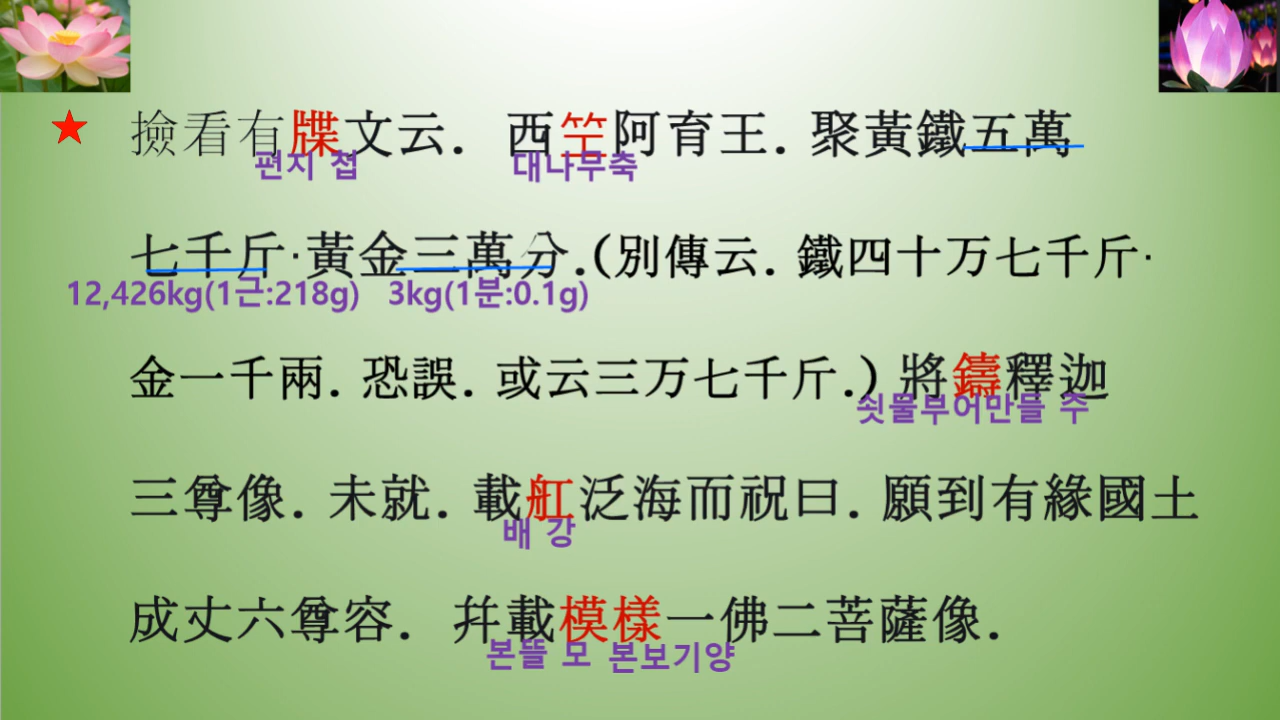 ★ 撿看有牒文云. 西竺阿育王. 聚黃鐵五萬
편지 첩 대나무축
七千斤·黃金三萬分.(別傳云. 鐵四十万七千斤·
12,426kg(1근:218g) 3kg(1분:0.1g)
金一千兩. 恐誤. 或云三万七千斤.) 將鑄釋迦
쇳물부어만들 주
三尊像. 未就. 載舡泛海而祝曰. 願到有緣國土
배 강
成丈六尊容. 幷載模樣一佛二菩薩像.
본뜰 모 본보기양